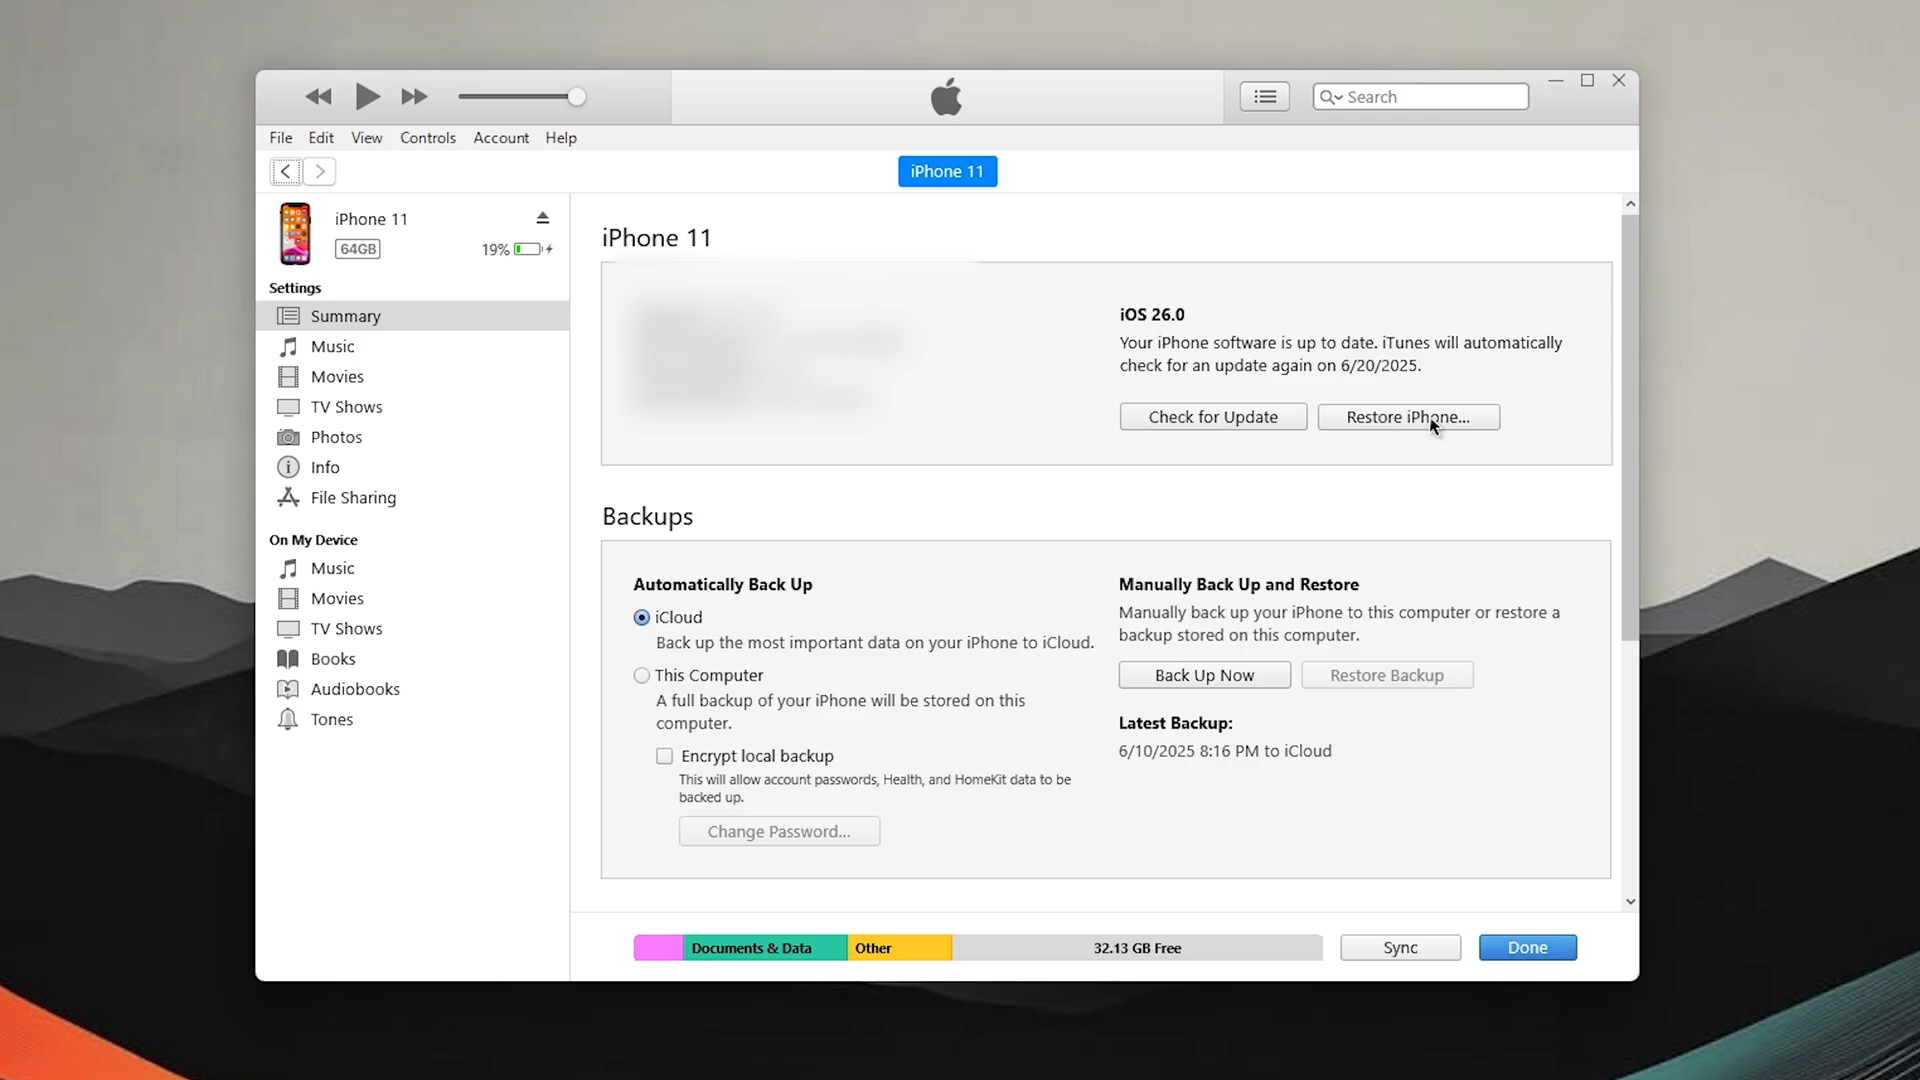 Search
File Edit View Controls Account Help
iPhone 11
iPhone 11
64GB
19%
Settings
Summary
Music
Movies
TV Shows
Photos
Info
File Sharing
On My Device
Music
Movies
TV Shows
Books
Audiobooks
Tones
iPhone 11
iOS 26.0
Your iPhone software is up to date. iTunes will automatically
check for an update again on 6/20/2025.
Check for Update
Restore iPhone...
Backups
Automatically Back Up
iCloud
Back up the most important data on your iPhone to iCloud.
This Computer
A full backup of your iPhone will be stored on this
computer.
Encrypt local backup
This will allow account passwords, Health, and HomeKit data to be
backed up.
Change Password...
Manually Back Up and Restore
Manually back up your iPhone to this computer or restore a
backup stored on this computer.
Back Up Now
Restore Backup
Latest Backup:
6/10/2025 8:16 PM to iCloud
Documents & Data
Other
32.13 GB Free
Sync
Done